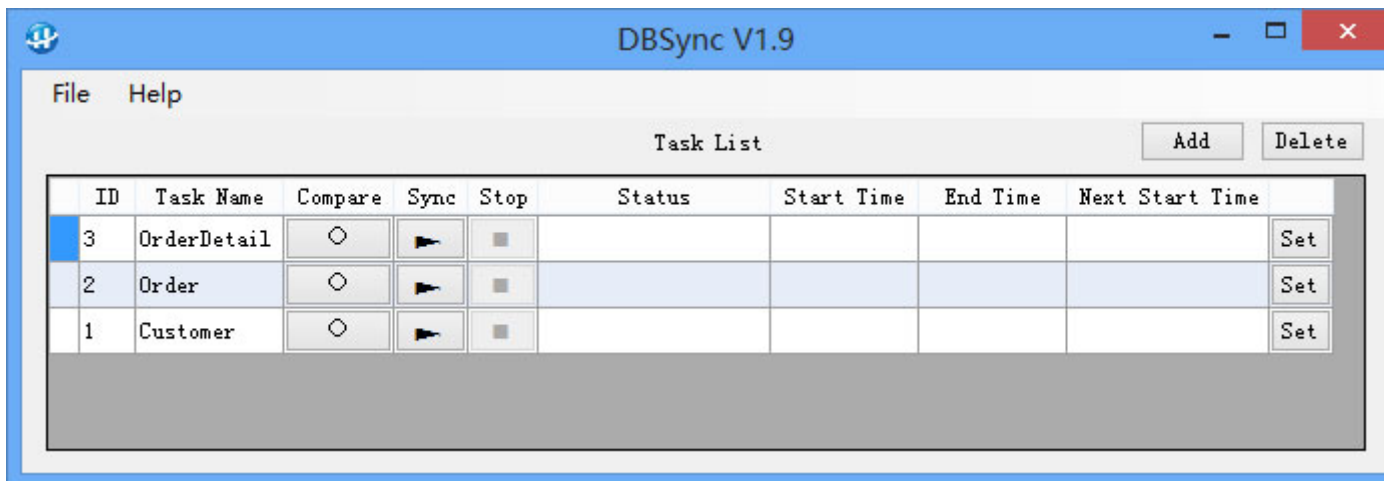 DBSync V1.9
File Help
Task List Add Delete
ID Task Name Compare Sync Stop Status Start Time End Time Next Start Time
3 OrderDetail Set
2 Order Set
1 Customer Set